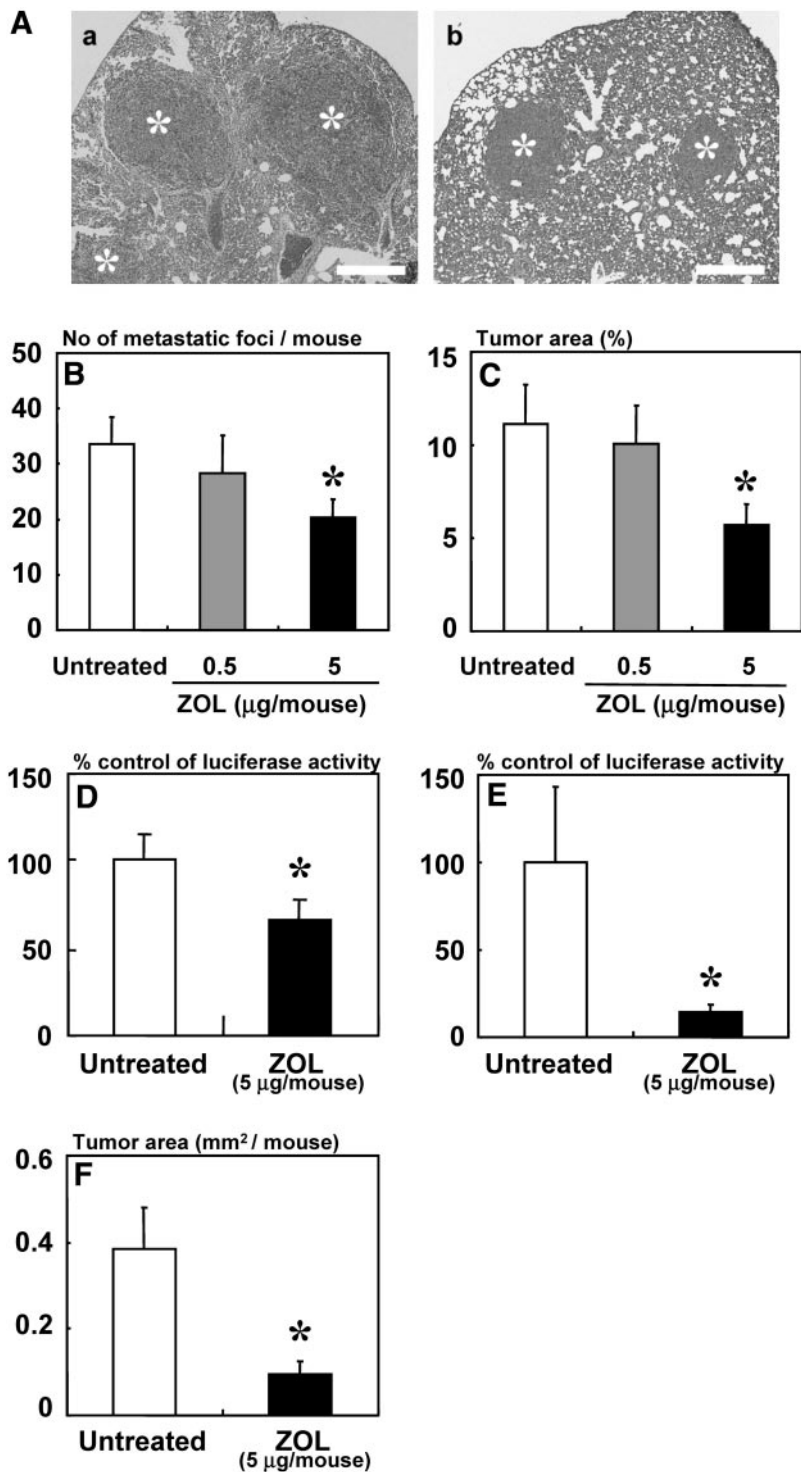 A
a
b
*
*
*
*
*
No of metastatic foci / mouse
B
50
40
30
20
10
0
*
Untreated 0.5 5
ZOL (μg/mouse)
Tumor area (%)
C
15
10
5
0
*
Untreated 0.5 5
ZOL (μg/mouse)
% control of luciferase activity
D
150
100
50
0
*
Untreated ZOL
(5 μg/mouse)
% control of luciferase activity
E
150
100
50
0
*
Untreated ZOL
(5 μg/mouse)
Tumor area (mm² / mouse)
F
0.6
0.4
0.2
0
*
Untreated ZOL
(5 μg/mouse)